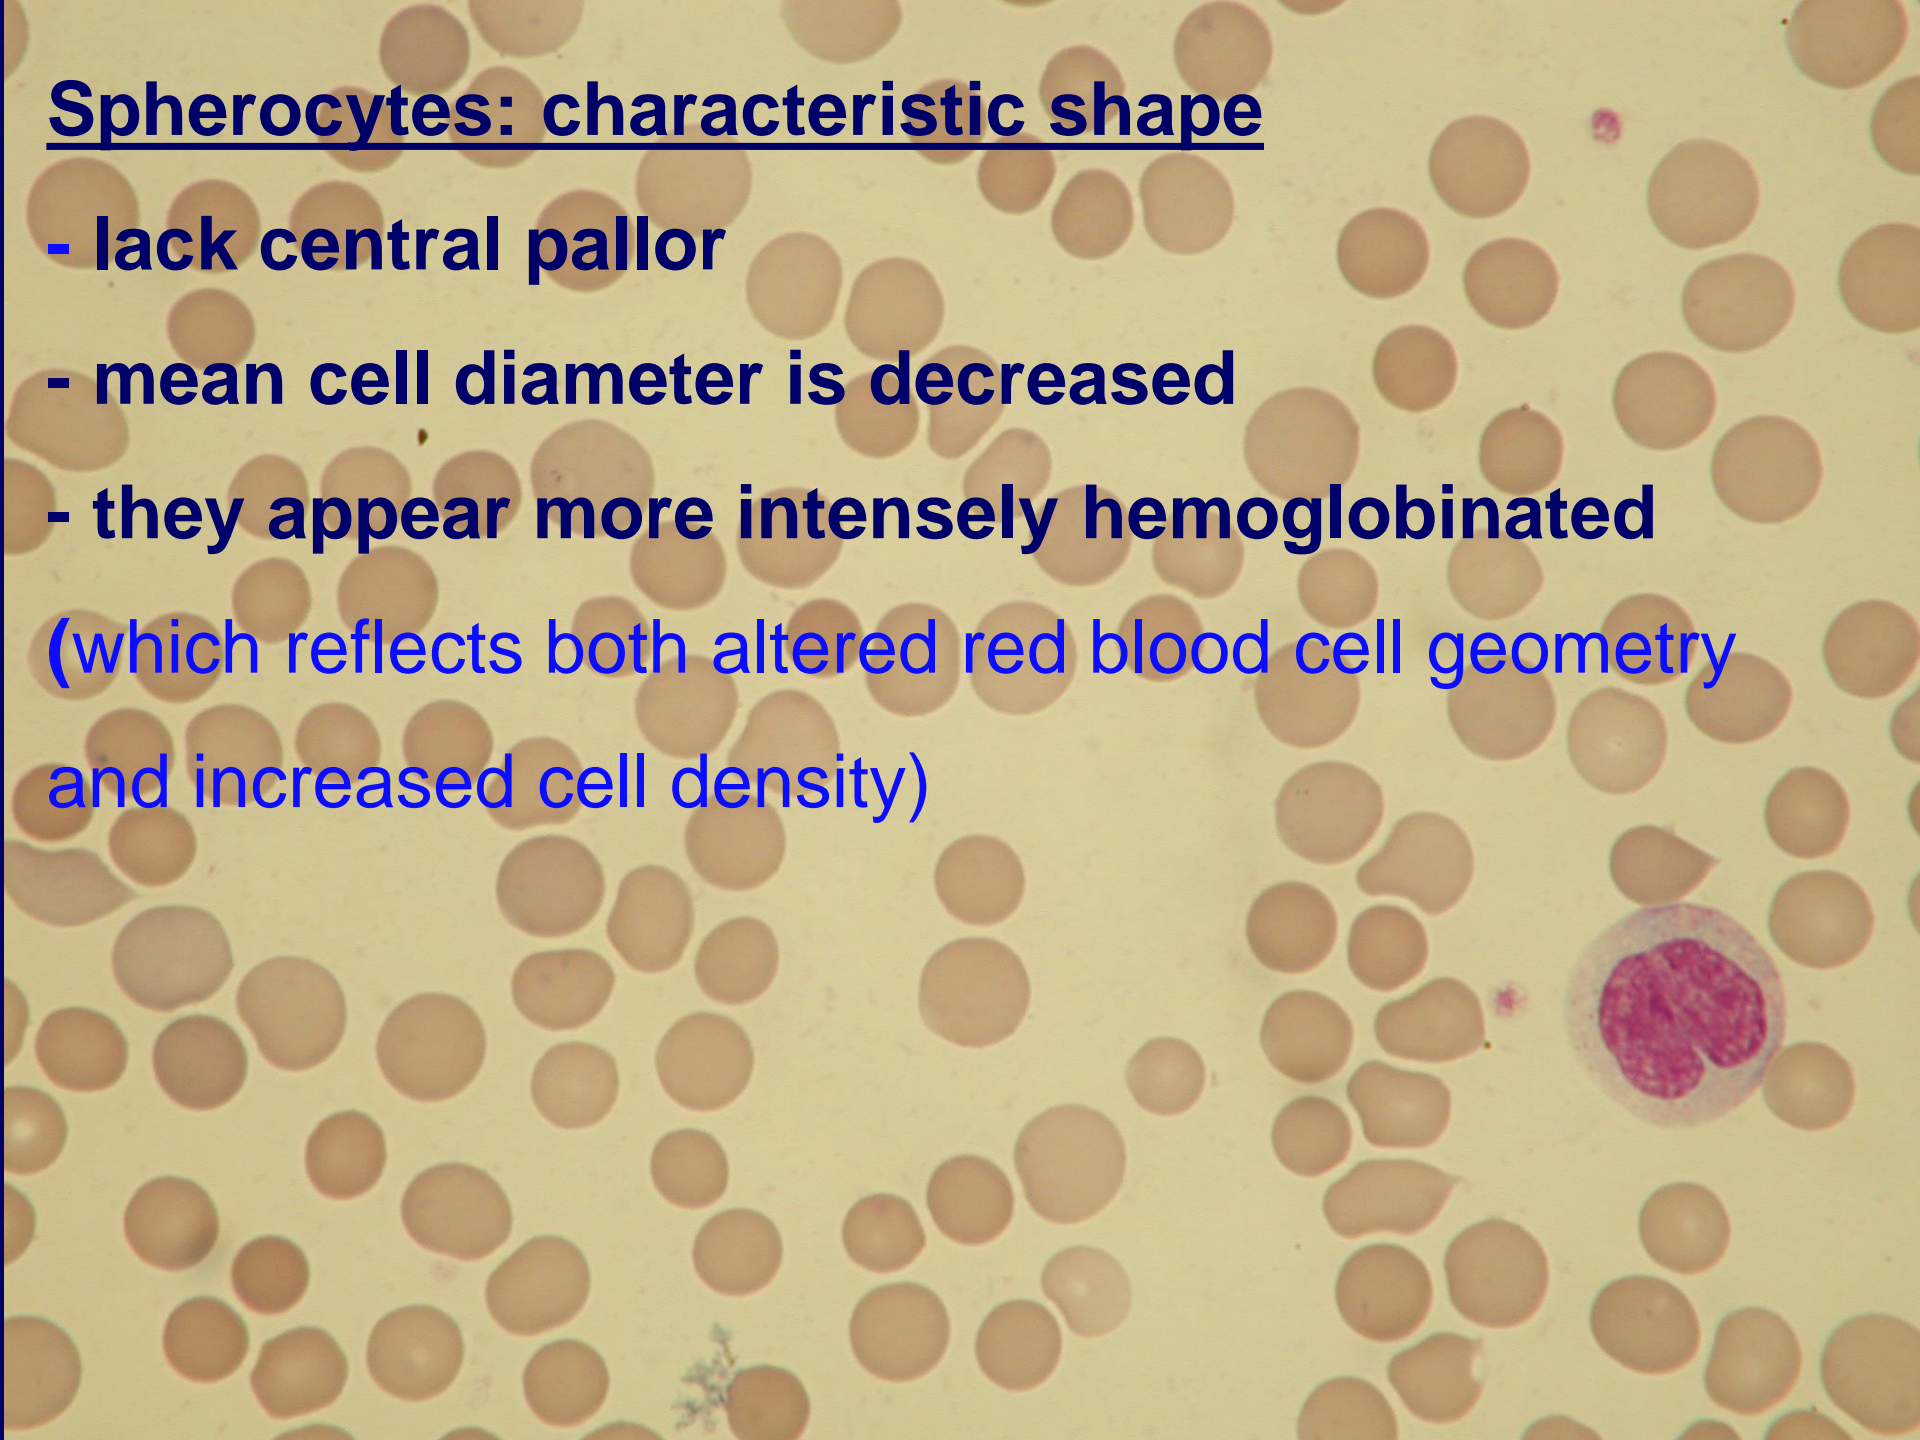 Spherocytes: characteristic shape
- lack central pallor
- mean cell diameter is decreased
- they appear more intensely hemoglobinated
(which reflects both altered red blood cell geometry
and increased cell density)